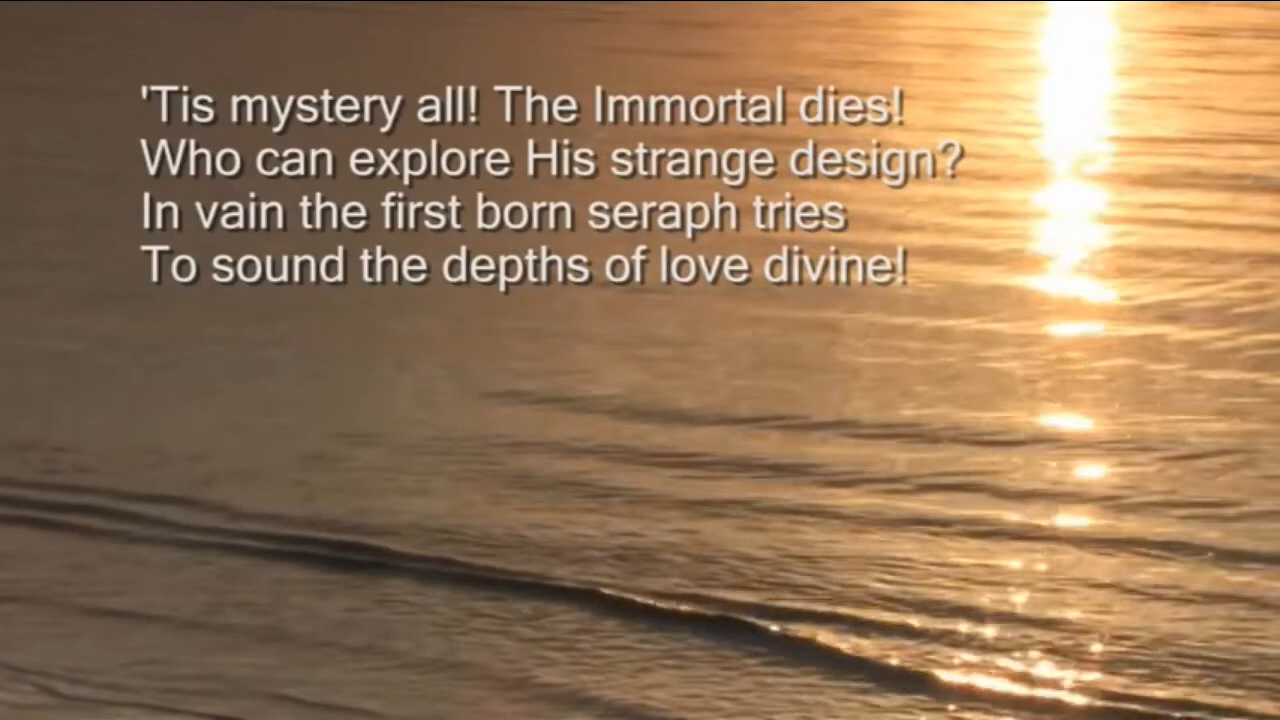 'Tis mystery all! The Immortal dies!
Who can explore His strange design?
In vain the first born seraph tries
To sound the depths of love divine!